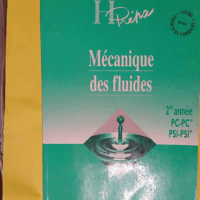 H
Prépa
Mécanique
des fluides
2ᵉ année
PC-PC*
PSI-PSI*